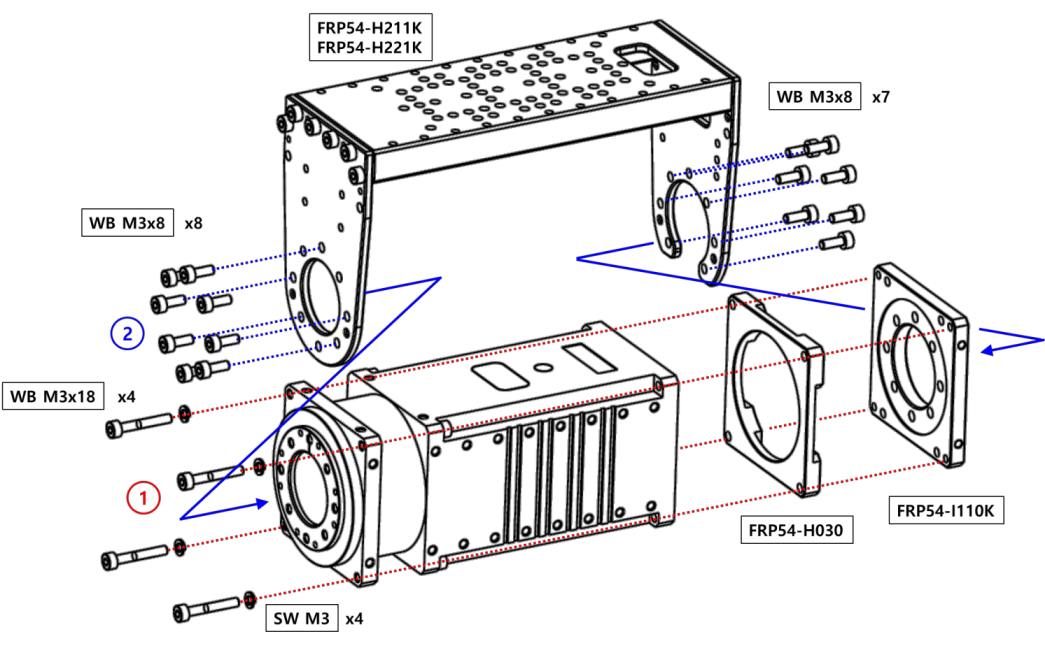 FRP54-H211K
FRP54-H221K
WB M3x8 x7
WB M3x8 x8
2
WB M3x18 x4
1
FRP54-I110K
FRP54-H030
SW M3 x4